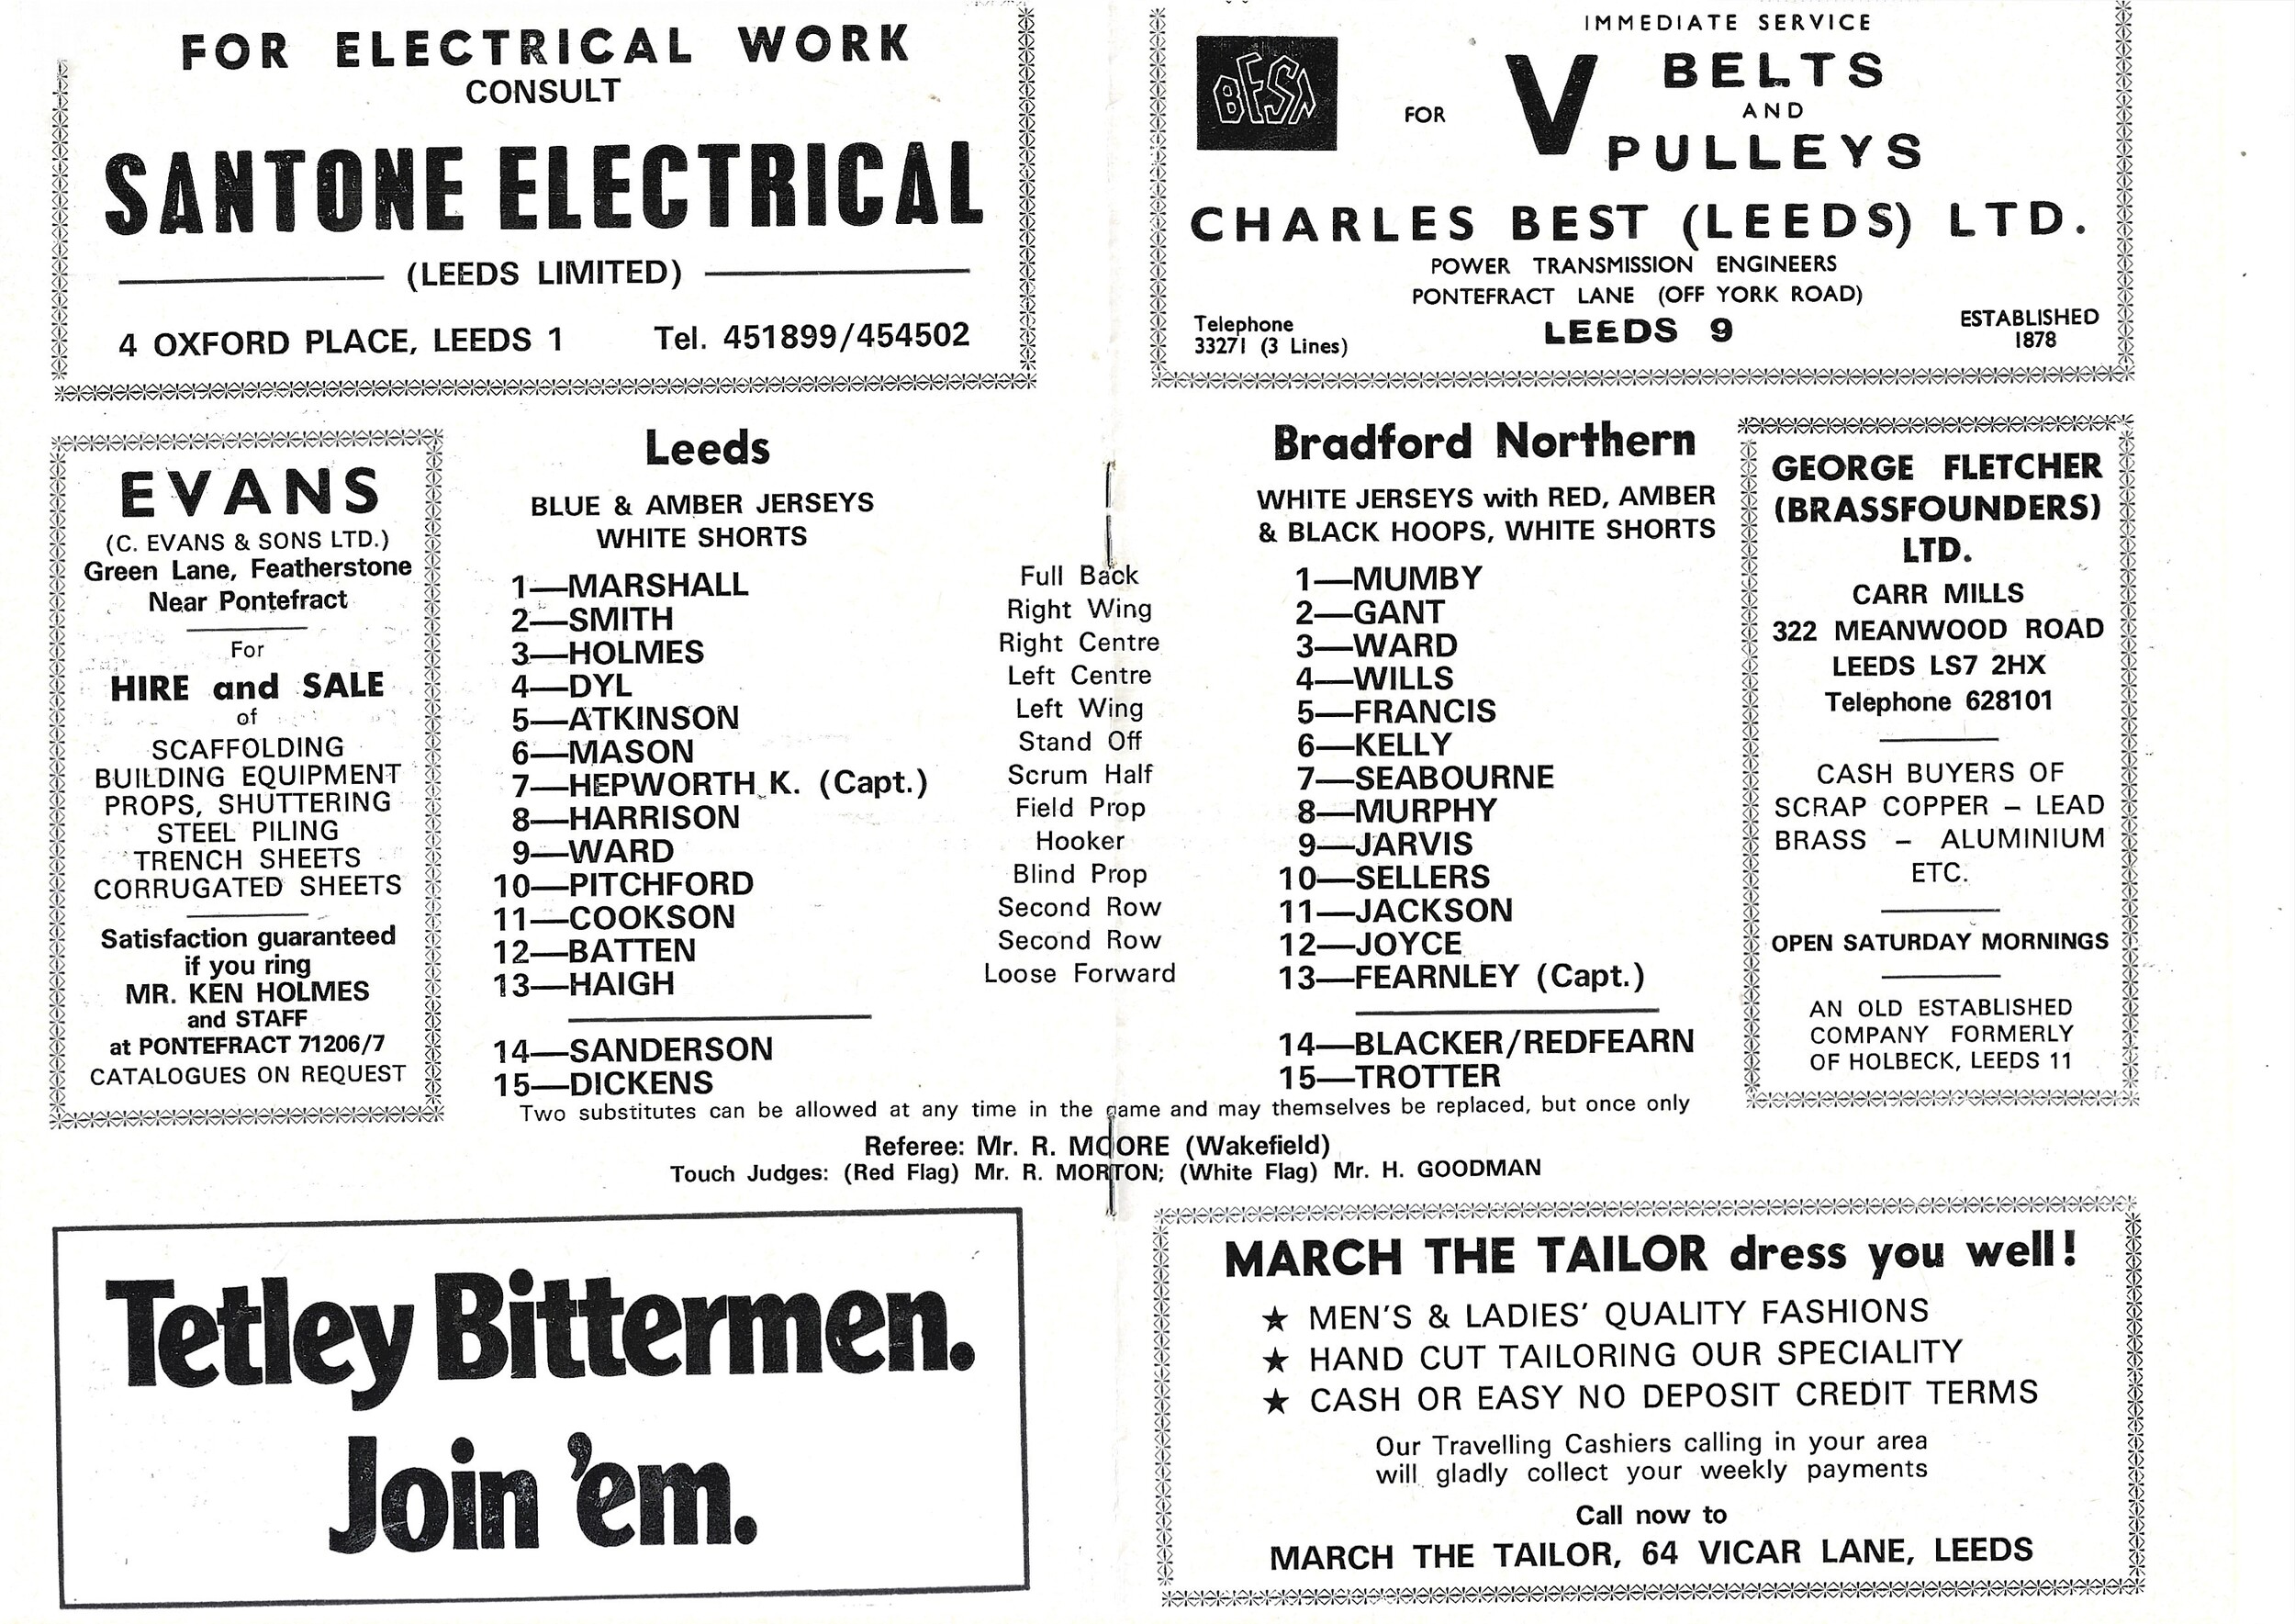 FOR ELECTRICAL WORK
CONSULT
SANTONE ELECTRICAL
(LEEDS LIMITED)
4 OXFORD PLACE, LEEDS 1 Tel. 451899/454502
IMMEDIATE SERVICE
BESN
FOR
V BELTS
AND
PULLEYS
CHARLES BEST (LEEDS) LTD.
POWER TRANSMISSION ENGINEERS
PONTEFRACT LANE (OFF YORK ROAD)
Telephone
33271 (3 Lines)
LEEDS 9
ESTABLISHED
1878
EVANS
(C. EVANS & SONS LTD.)
Green Lane, Featherstone
Near Pontefract
For
HIRE and SALE
of
SCAFFOLDING
BUILDING EQUIPMENT
PROPS, SHUTTERING
STEEL PILING
TRENCH SHEETS
CORRUGATED SHEETS
Satisfaction guaranteed
if you ring
MR. KEN HOLMES
and STAFF
at PONTEFRACT 71206/7
CATALOGUES ON REQUEST
Leeds
BLUE & AMBER JERSEYS
WHITE SHORTS
Bradford Northern
WHITE JERSEYS with RED, AMBER
& BLACK HOOPS, WHITE SHORTS
1—MARSHALL Full Back 1—MUMBY
2—SMITH Right Wing 2—GANT
3—HOLMES Right Centre 3—WARD
4—DYL Left Centre 4—WILLS
5—ATKINSON Left Wing 5—FRANCIS
6—MASON Stand Off 6—KELLY
7—HEPWORTH K. (Capt.) Scrum Half 7—SEABOURNE
8—HARRISON Field Prop 8—MURPHY
9—WARD Hooker 9—JARVIS
10—PITCHFORD Blind Prop 10—SELLERS
11—COOKSON Second Row 11—JACKSON
12—BATTEN Second Row 12—JOYCE
13—HAIGH Loose Forward 13—FEARNLEY (Capt.)
14—SANDERSON 14—BLACKER/REDFEARN
15—DICKENS 15—TROTTER
Two substitutes can be allowed at any time in the game and may themselves be replaced, but once only
Referee: Mr. R. MOORE (Wakefield)
Touch Judges: (Red Flag) Mr. R. MORTON; (White Flag) Mr. H. GOODMAN
GEORGE FLETCHER
(BRASSFOUNDERS)
LTD.
CARR MILLS
322 MEANWOOD ROAD
LEEDS LS7 2HX
Telephone 628101
CASH BUYERS OF
SCRAP COPPER – LEAD
BRASS – ALUMINIUM
ETC.
OPEN SATURDAY MORNINGS
AN OLD ESTABLISHED
COMPANY FORMERLY
OF HOLBECK, LEEDS 11
Tetley Bittermen.
Join 'em.
MARCH THE TAILOR dress you well!
★ MEN'S & LADIES' QUALITY FASHIONS
★ HAND CUT TAILORING OUR SPECIALITY
★ CASH OR EASY NO DEPOSIT CREDIT TERMS
Our Travelling Cashiers calling in your area
will gladly collect your weekly payments
Call now to
MARCH THE TAILOR, 64 VICAR LANE, LEEDS